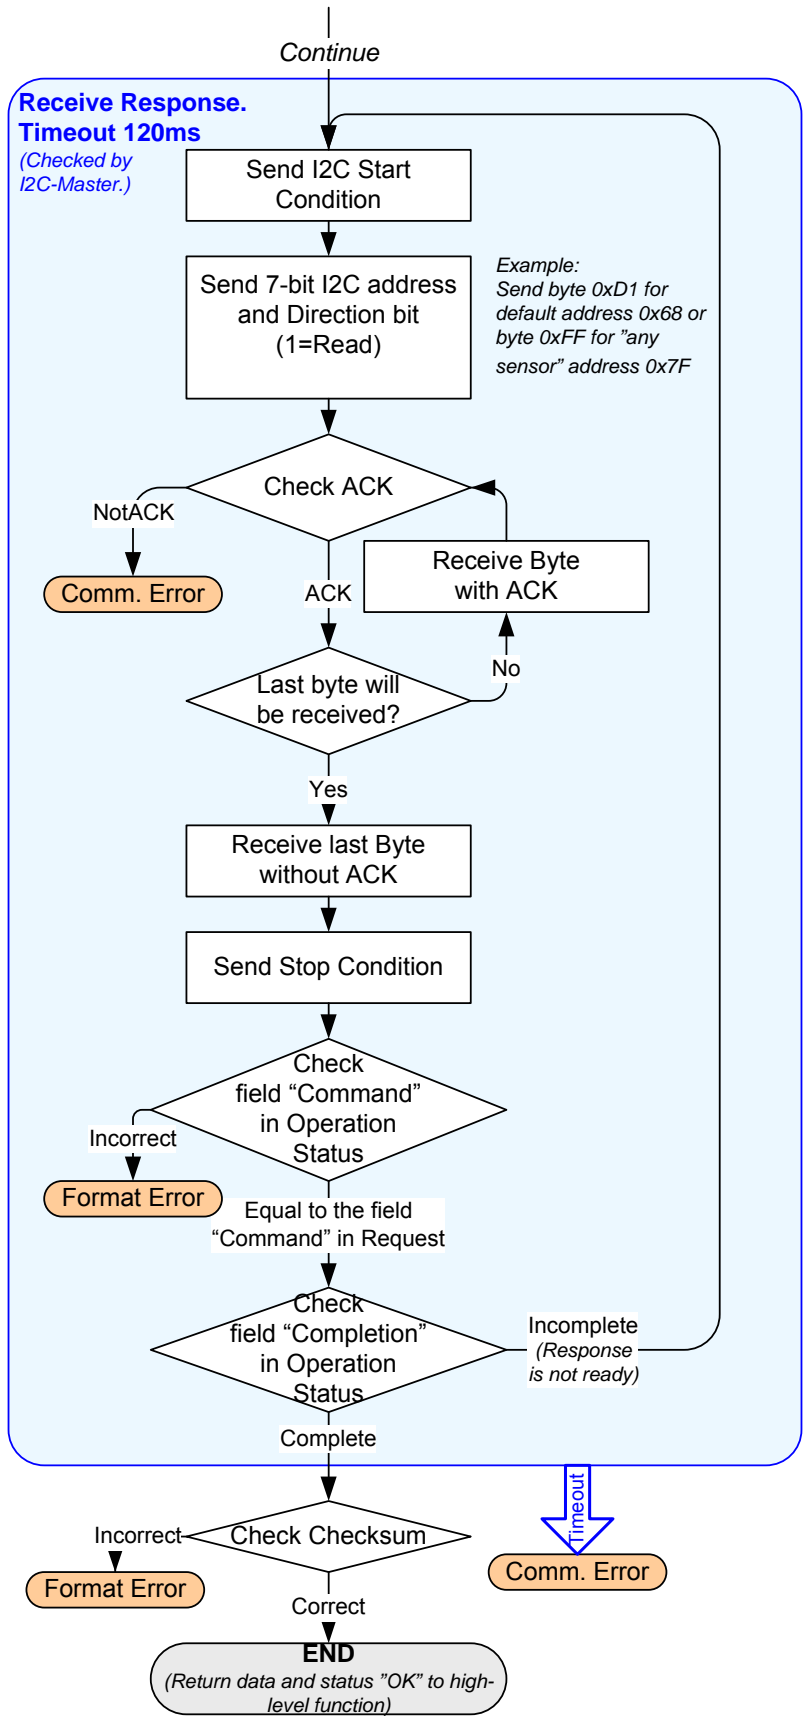 Continue
Receive Response.
Timeout 120ms
(Checked by
I2C-Master.)
Send I2C Start
Condition
Send 7-bit I2C address
and Direction bit
(1=Read)
Example:
Send byte 0xD1 for
default address 0x68 or
byte 0xFF for ”any
sensor” address 0x7F
Check ACK
NotACK
Comm. Error
ACK
Receive Byte
with ACK
No
Last byte will
be received?
Yes
Receive last Byte
without ACK
Send Stop Condition
Check
field “Command”
in Operation
Status
Incorrect
Format Error
Equal to the field
“Command” in Request
Check
field “Completion”
in Operation
Status
Incomplete
(Response
is not ready)
Complete
Timeout
Check Checksum
Incorrect
Format Error
Comm. Error
Correct
END
(Return data and status ”OK” to high-
level function)